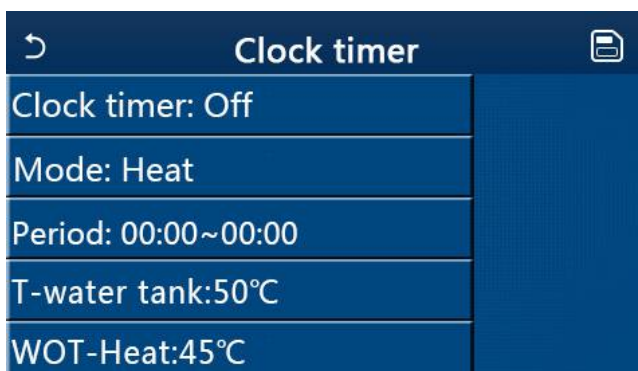 Clock timer
Clock timer: Off
Mode: Heat
Period: 00:00~00:00
T-water tank:50℃
WOT-Heat:45℃